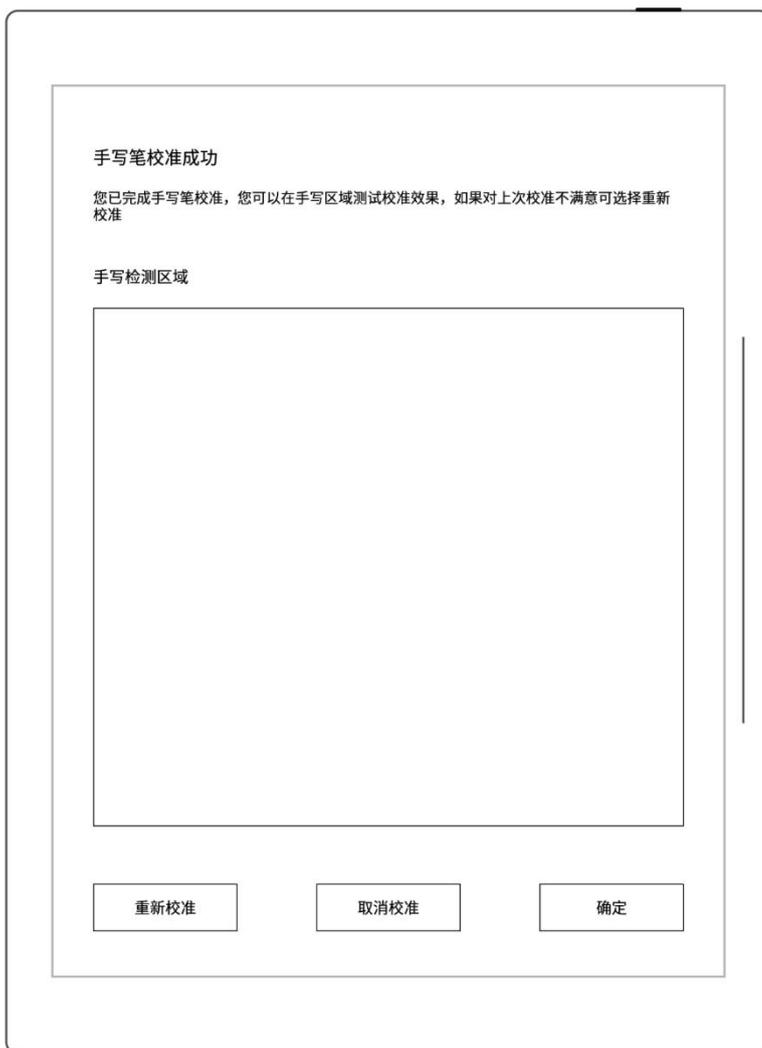 手写笔校准成功
您已完成手写笔校准，您可以在手写区域测试校准效果，如果对上次校准不满意可选择重新
校准
手写检测区域
重新校准
取消校准
确定